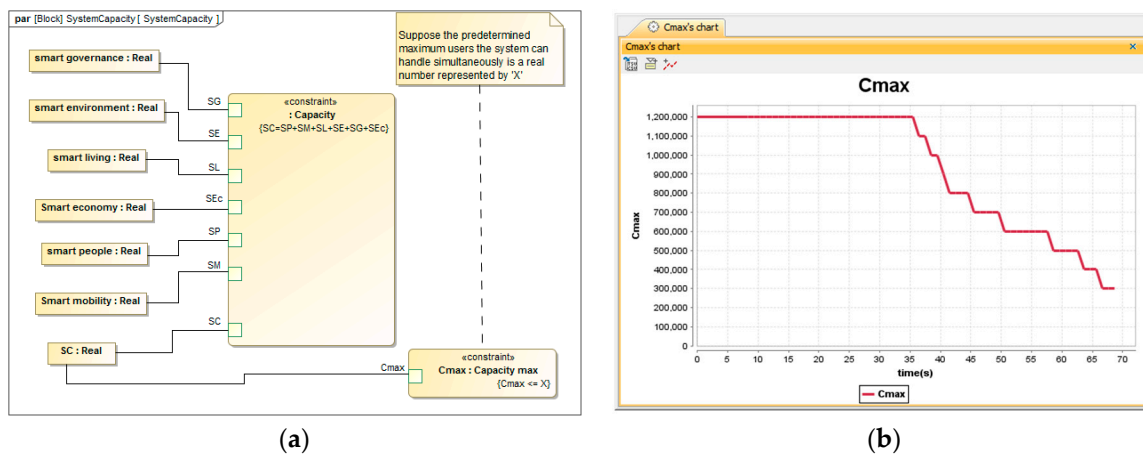 par [Block] SystemCapacity [ SystemCapacity ]
smart governance : Real
smart environment : Real
smart living : Real
Smart economy : Real
smart people : Real
Smart mobility : Real
SC : Real
SG
SE
SL
SEc
SP
SM
SC
«constraint»
: Capacity
{SC=SP+SM+SL+SE+SG+SEc}
Suppose the predetermined
maximum users the system can
handle simultaneously is a real
number represented by 'X'
Cmax
«constraint»
Cmax : Capacity max
{Cmax <= X}
(a)
Cmax's chart
Cmax's chart
Cmax
Cmax
1,200,000
1,100,000
1,000,000
900,000
800,000
700,000
600,000
500,000
400,000
300,000
200,000
100,000
0
0 5 10 15 20 25 30 35 40 45 50 55 60 65 70
time(s)
Cmax
(b)